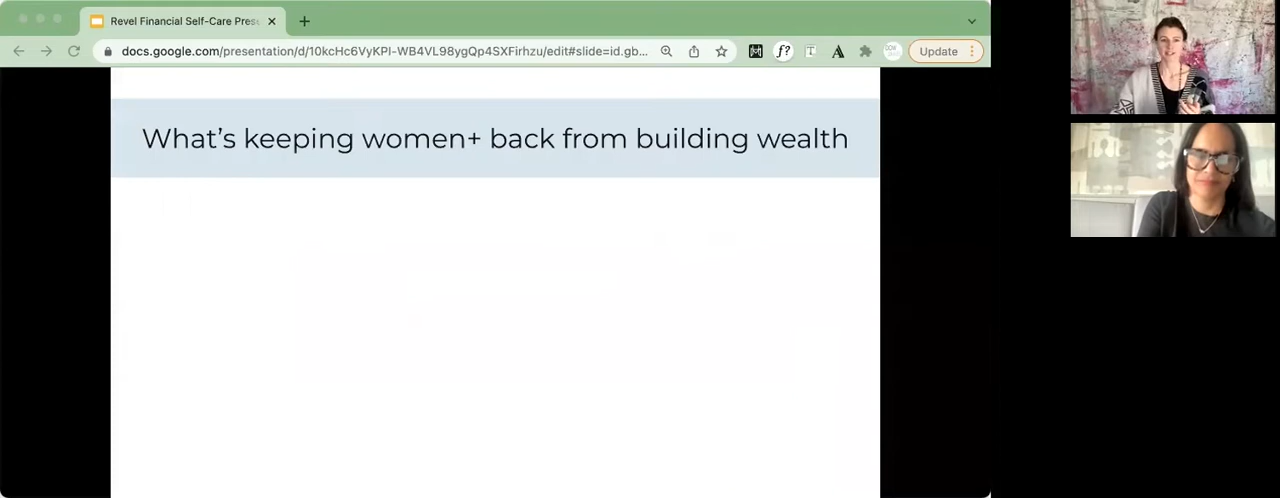 Revel Financial Self-Care Pres
docs.google.com/presentation/d/10kcHc6VyKPI-WB4VL98ygQp4SXFirhzu/edit#slide=id.gb...
f?
T
A
Update
What's keeping women+ back from building wealth